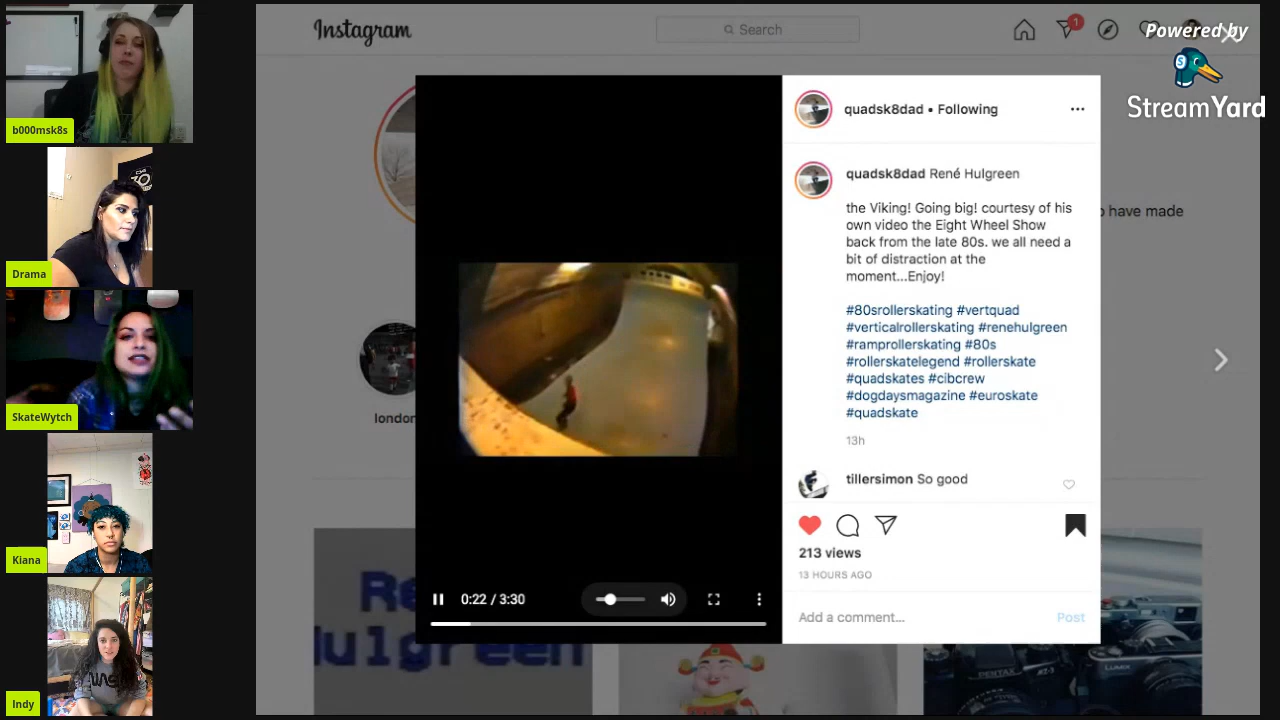 Instagram
Search
1
Powered by
StreamYard
b000msk8s
Drama
SkateWytch
Kiana
Indy
have made
london
quadsk8dad • Following
quadsk8dad René Hulgreen
the Viking! Going big! courtesy of his
own video the Eight Wheel Show
back from the late 80s. we all need a
bit of distraction at the
moment...Enjoy!
#80srollerskating #vertquad
#verticalrollerskating #renehulgreen
#ramprollerskating #80s
#rollerskatelegend #rollerskate
#quadskates #cibcrew
#dogdaysmagazine #euroskate
#quadskate
13h
tillersimon So good
213 views
13 HOURS AGO
Add a comment...
Post
0:22 / 3:30
PENTAX
LUMIX